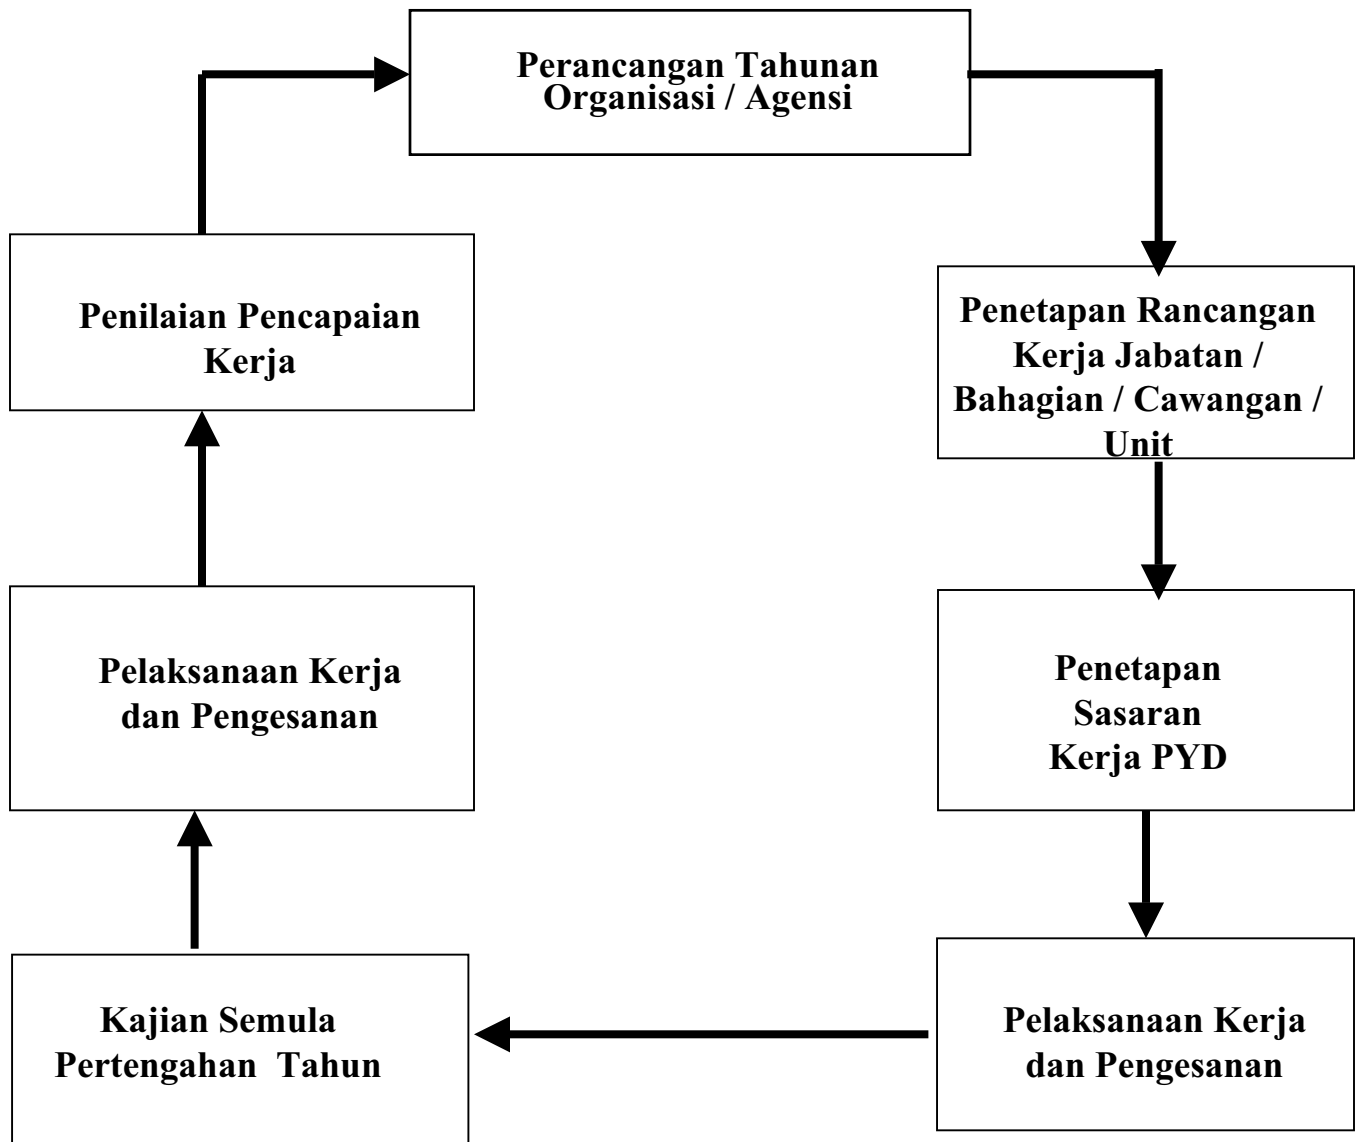 Perancangan Tahunan
Organisasi / Agensi
Penetapan Rancangan
Kerja Jabatan /
Bahagian / Cawangan /
Unit
Penetapan
Sasaran
Kerja PYD
Pelaksanaan Kerja
dan Pengesanan
Kajian Semula
Pertengahan Tahun
Pelaksanaan Kerja
dan Pengesanan
Penilaian Pencapaian
Kerja